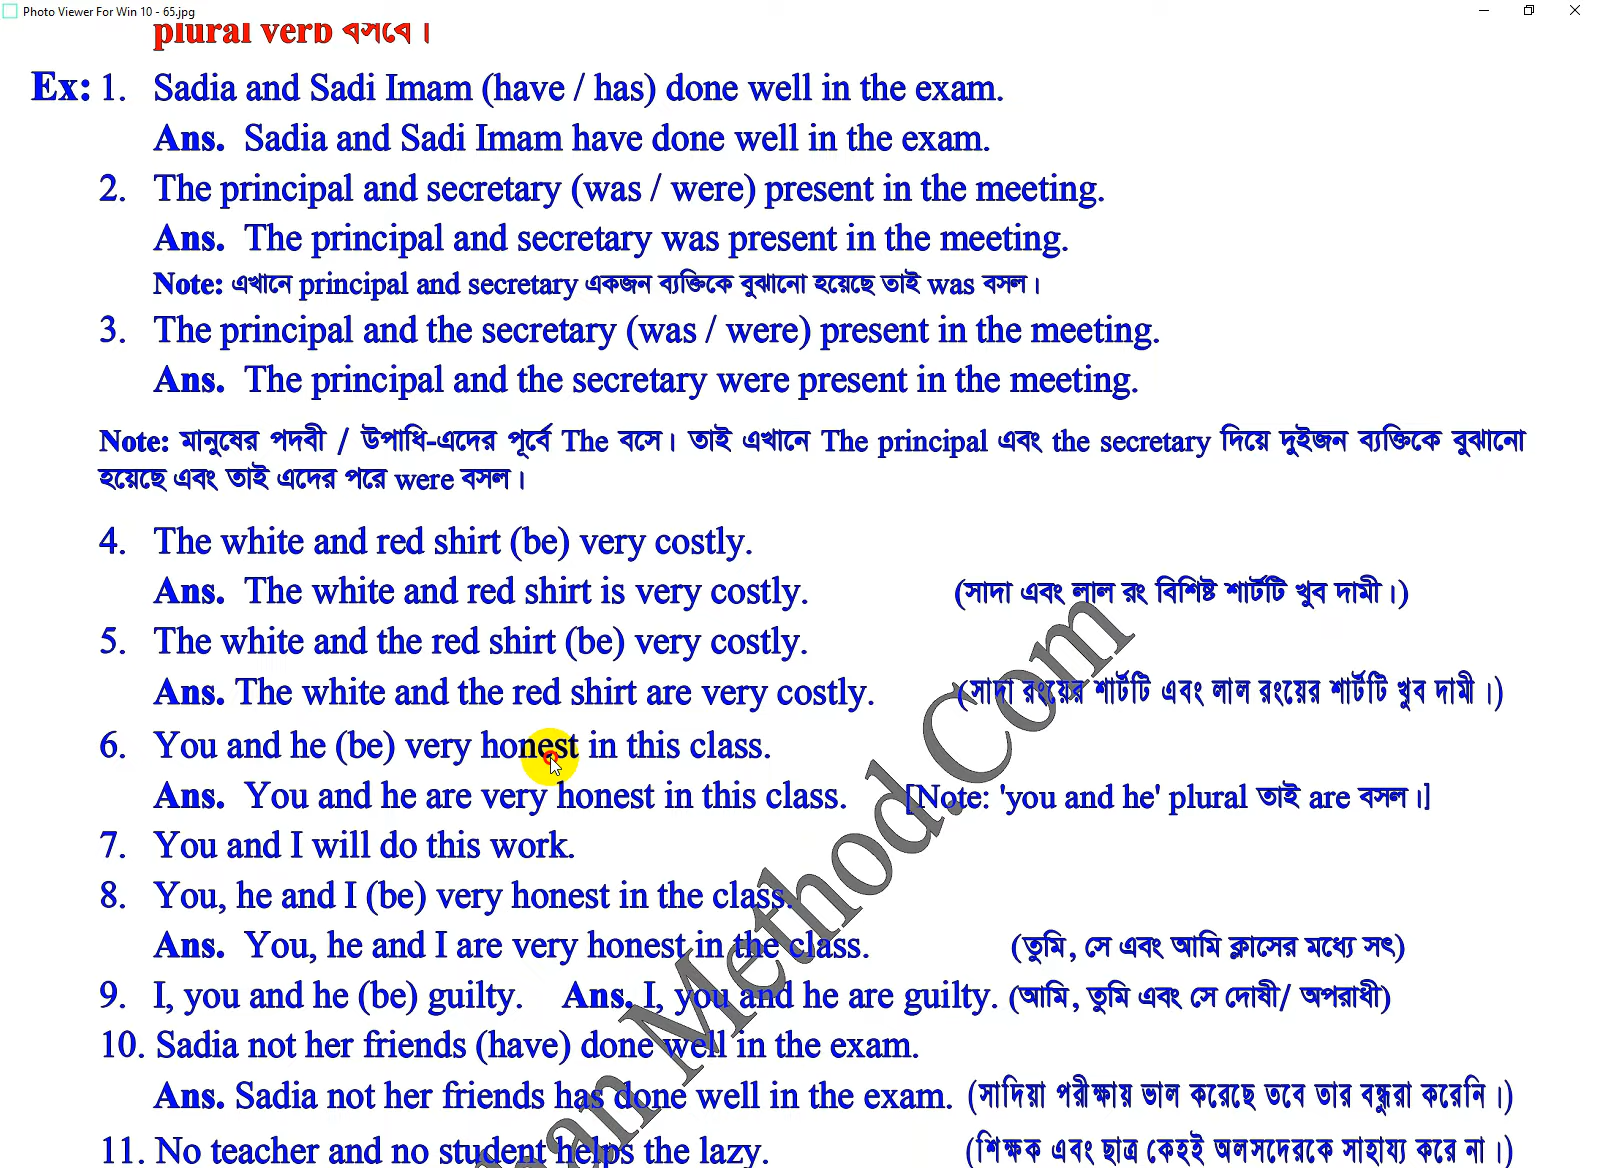 Photo Viewer For Win 10 - 65.jpg
plural verb বসবে।
Ex: 1. Sadia and Sadi Imam (have / has) done well in the exam.
Ans. Sadia and Sadi Imam have done well in the exam.
2. The principal and secretary (was / were) present in the meeting.
Ans. The principal and secretary was present in the meeting.
Note: এখানে principal and secretary একজন ব্যক্তিকে বুঝানো হয়েছে তাই was বসল।
3. The principal and the secretary (was / were) present in the meeting.
Ans. The principal and the secretary were present in the meeting.
Note: মানুষের পদবী / উপাধি-এদের পূর্বে The বসে। তাই এখানে The principal এবং the secretary দিয়ে দুইজন ব্যক্তিকে বুঝানো
হয়েছে এবং তাই এদের পরে were বসল।
4. The white and red shirt (be) very costly.
Ans. The white and red shirt is very costly. (সাদা এবং লাল রং বিশিষ্ট শার্টটি খুব দামী।)
5. The white and the red shirt (be) very costly.
Ans. The white and the red shirt are very costly. (সাদা রংয়ের শার্টটি এবং লাল রংয়ের শার্টটি খুব দামী।)
6. You and he (be) very honest in this class.
Ans. You and he are very honest in this class. [Note: 'you and he' plural তাই are বসল।]
7. You and I will do this work.
8. You, he and I (be) very honest in the class.
Ans. You, he and I are very honest in the class. (তুমি, সে এবং আমি ক্লাসের মধ্যে সৎ)
9. I, you and he (be) guilty. Ans. I, you and he are guilty. (আমি, তুমি এবং সে দোষী/ অপরাধী)
10. Sadia not her friends (have) done well in the exam.
Ans. Sadia not her friends has done well in the exam. (সাদিয়া পরীক্ষায় ভাল করেছে তবে তার বন্ধুরা করেনি।)
11. No teacher and no student helps the lazy. (শিক্ষক এবং ছাত্র কেহই অলসদেরকে সাহায্য করে না।)
Method.Com